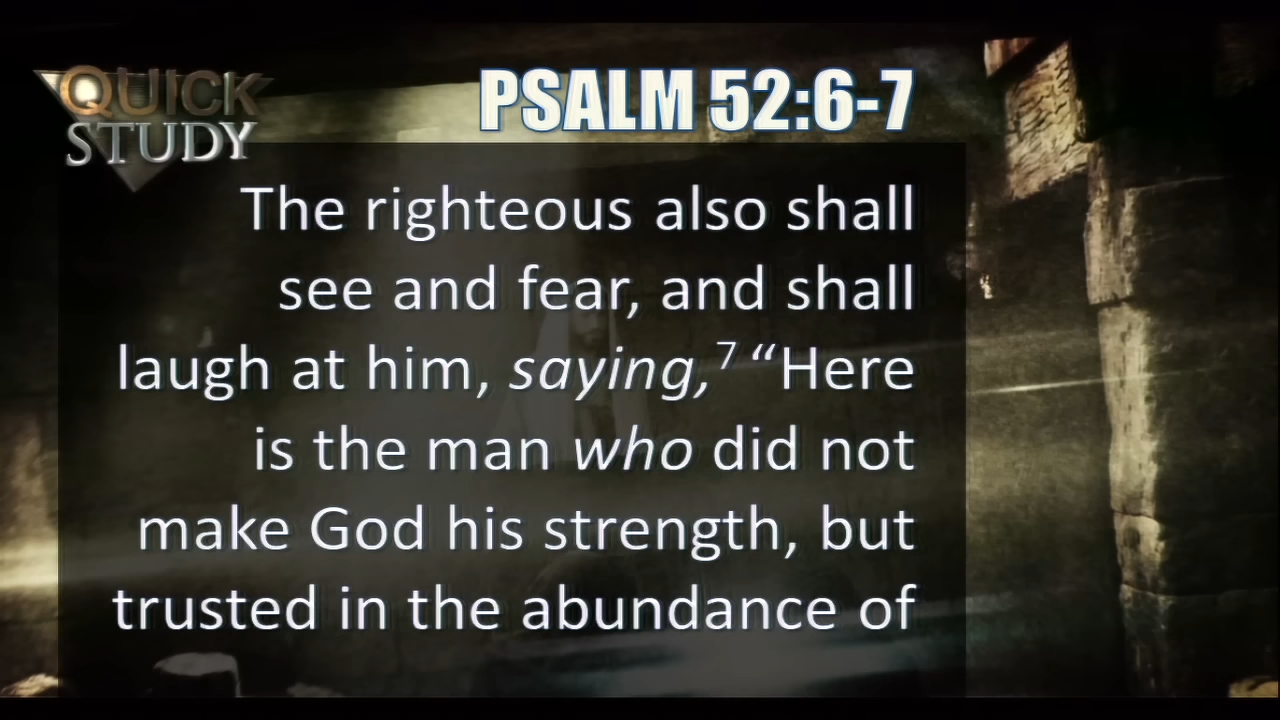 QUICK
STUDY
PSALM 52:6-7
The righteous also shall
see and fear, and shall
laugh at him, saying,⁷ “Here
is the man who did not
make God his strength, but
trusted in the abundance of